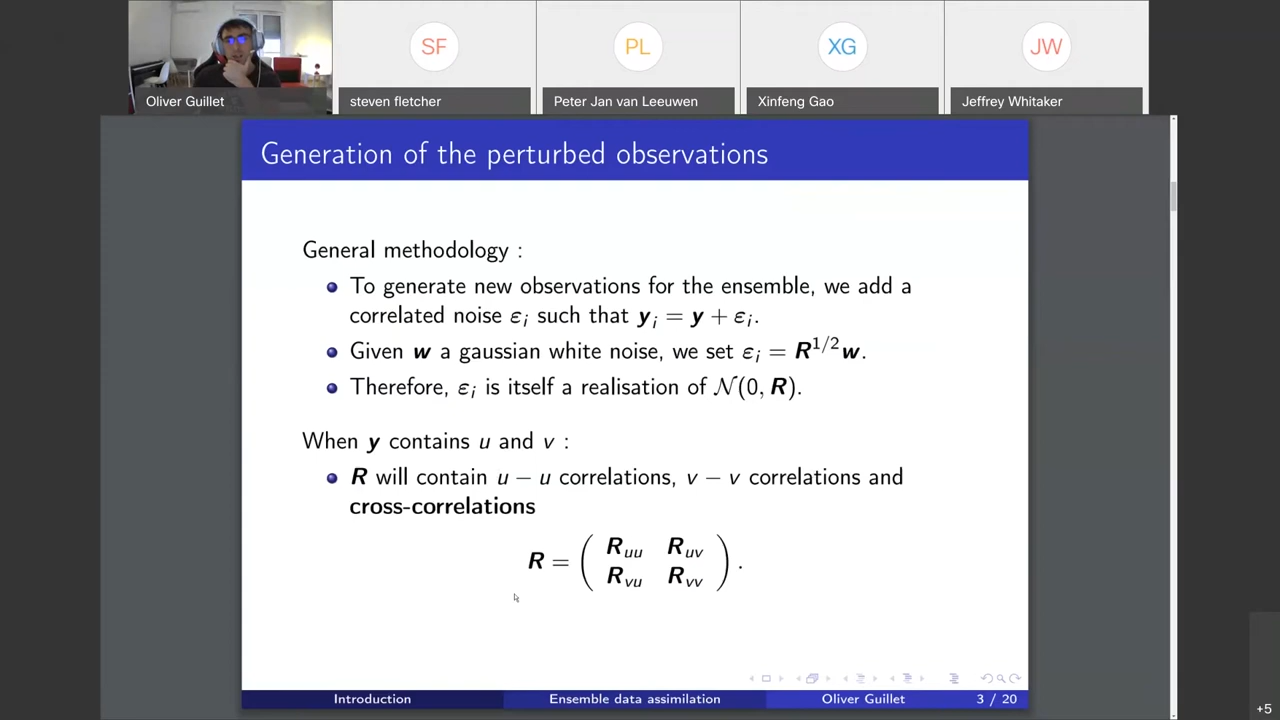 SF
PL
XG
JW
Oliver Guillet
steven fletcher
Peter Jan van Leeuwen
Xinfeng Gao
Jeffrey Whitaker
Generation of the perturbed observations
General methodology :
To generate new observations for the ensemble, we add a
correlated noise εᵢ such that yᵢ = y + εᵢ.
Given w a gaussian white noise, we set εᵢ = R^{1/2}w.
Therefore, εᵢ is itself a realisation of 𝒩(0, R).
When y contains u and v :
R will contain u − u correlations, v − v correlations and
cross-correlations
R = ( R_{uu} R_{uv}
R_{vu} R_{vv} ) .
Introduction
Ensemble data assimilation
Oliver Guillet
3 / 20
+5